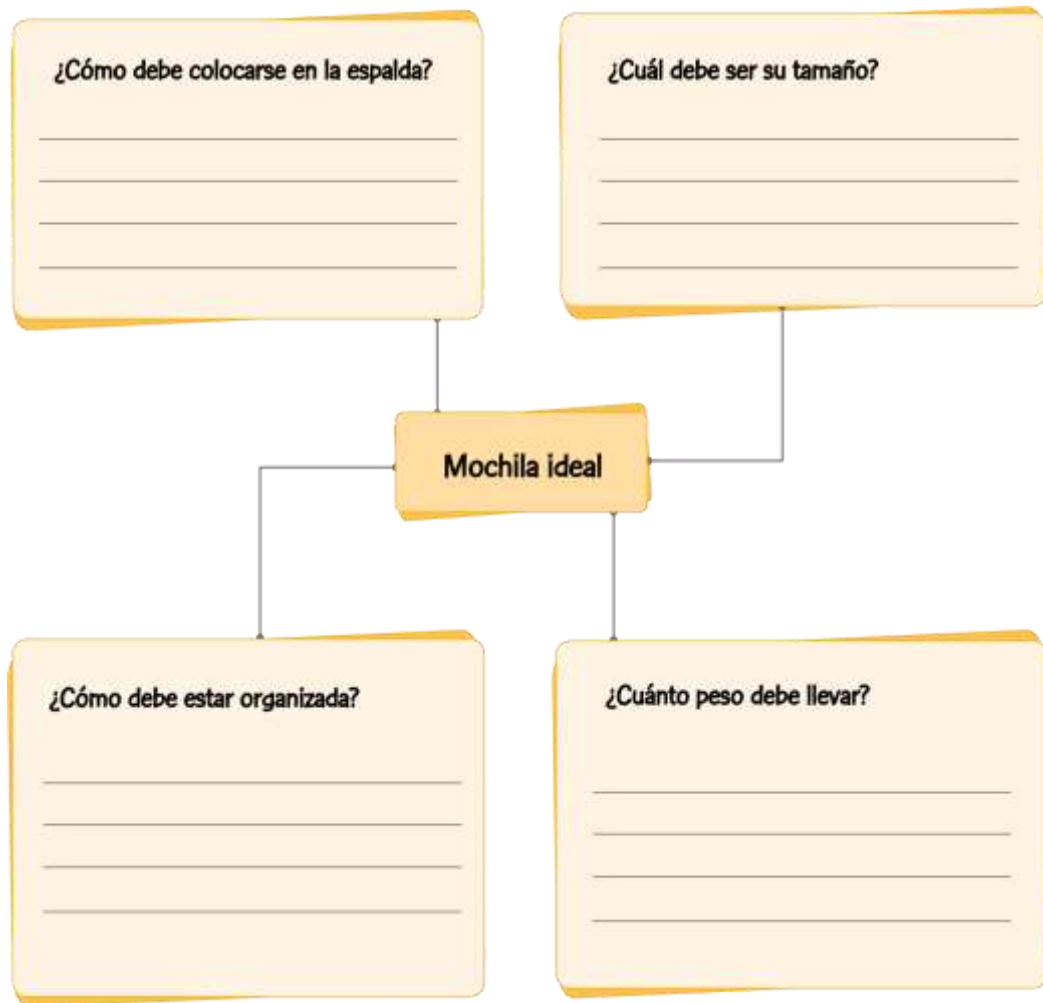 ¿Cómo debe colocarse en la espalda?
¿Cuál debe ser su tamaño?
Mochila ideal
¿Cómo debe estar organizada?
¿Cuánto peso debe llevar?